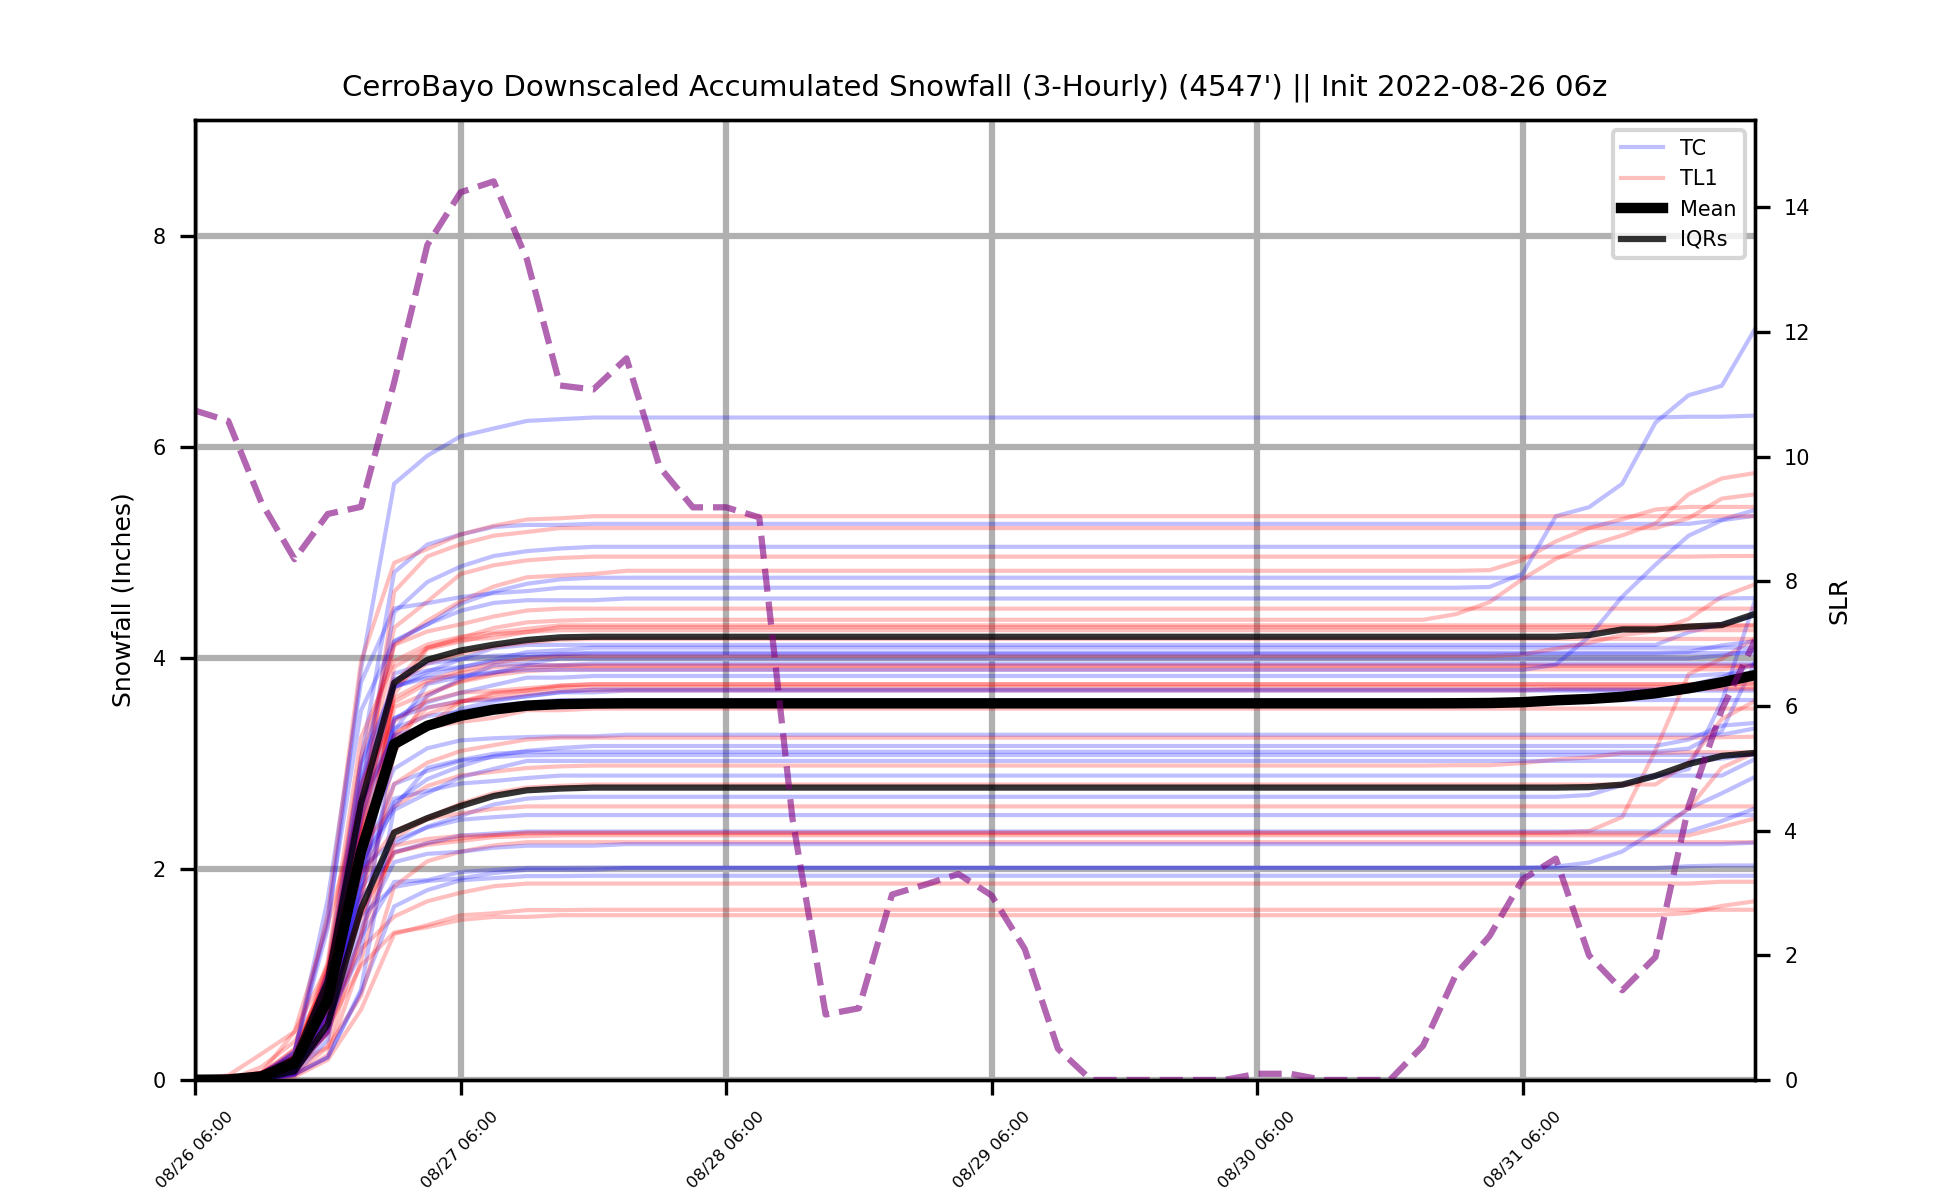 CerroBayo Downscaled Accumulated Snowfall (3-Hourly) (4547') || Init 2022-08-26 06z
TC
TL1
Mean
IQRs
8
6
4
2
0
Snowfall (Inches)
14
12
10
8
6
4
2
0
SLR
08/26 06:00
08/27 06:00
08/28 06:00
08/29 06:00
08/30 06:00
08/31 06:00